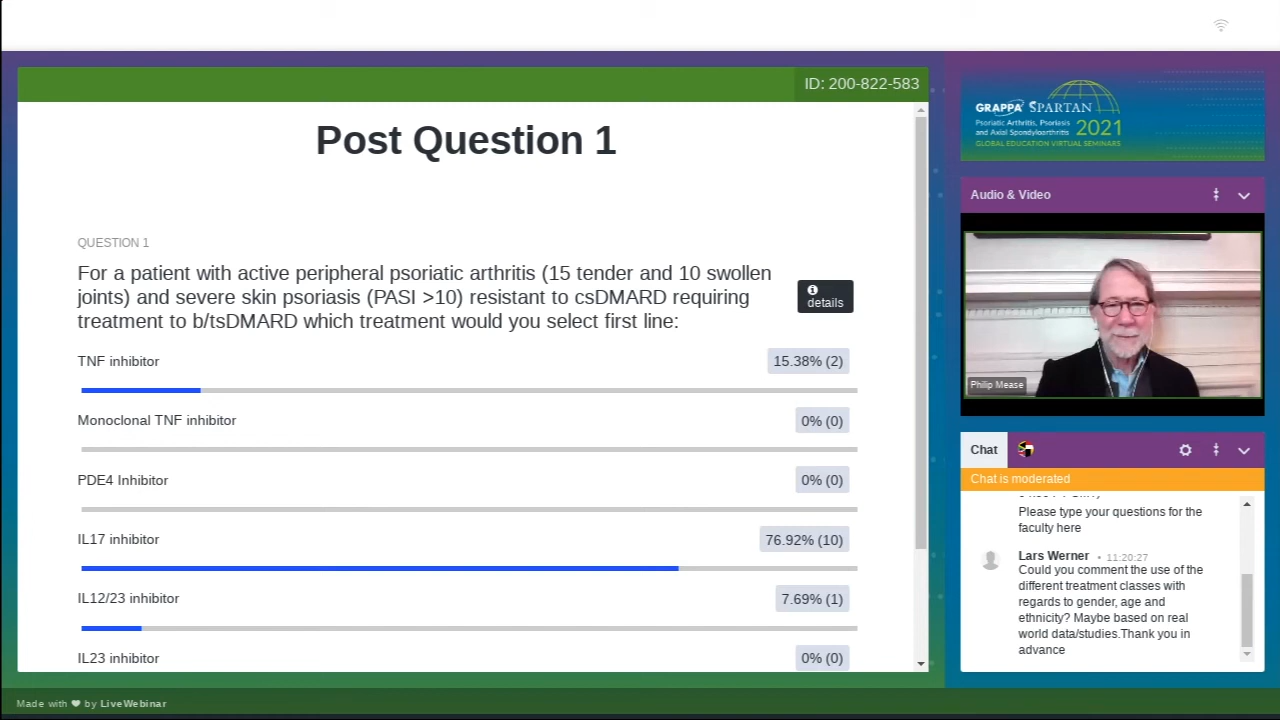 ID: 200-822-583
Post Question 1
QUESTION 1
For a patient with active peripheral psoriatic arthritis (15 tender and 10 swollen
joints) and severe skin psoriasis (PASI >10) resistant to csDMARD requiring
treatment to b/tsDMARD which treatment would you select first line:
details
TNF inhibitor
15.38% (2)
Monoclonal TNF inhibitor
0% (0)
PDE4 Inhibitor
0% (0)
IL17 inhibitor
76.92% (10)
IL12/23 inhibitor
7.69% (1)
IL23 inhibitor
0% (0)
GRAPPA SPARTAN
Psoriatic Arthritis, Psoriasis
and Axial Spondyloarthritis
2021
GLOBAL EDUCATION VIRTUAL SEMINARS
Audio & Video
Philip Mease
Chat
Chat is moderated
Please type your questions for the
faculty here
Lars Werner • 11:20:27
Could you comment the use of the
different treatment classes with
regards to gender, age and
ethnicity? Maybe based on real
world data/studies.Thank you in
advance
Made with ❤ by LiveWebinar